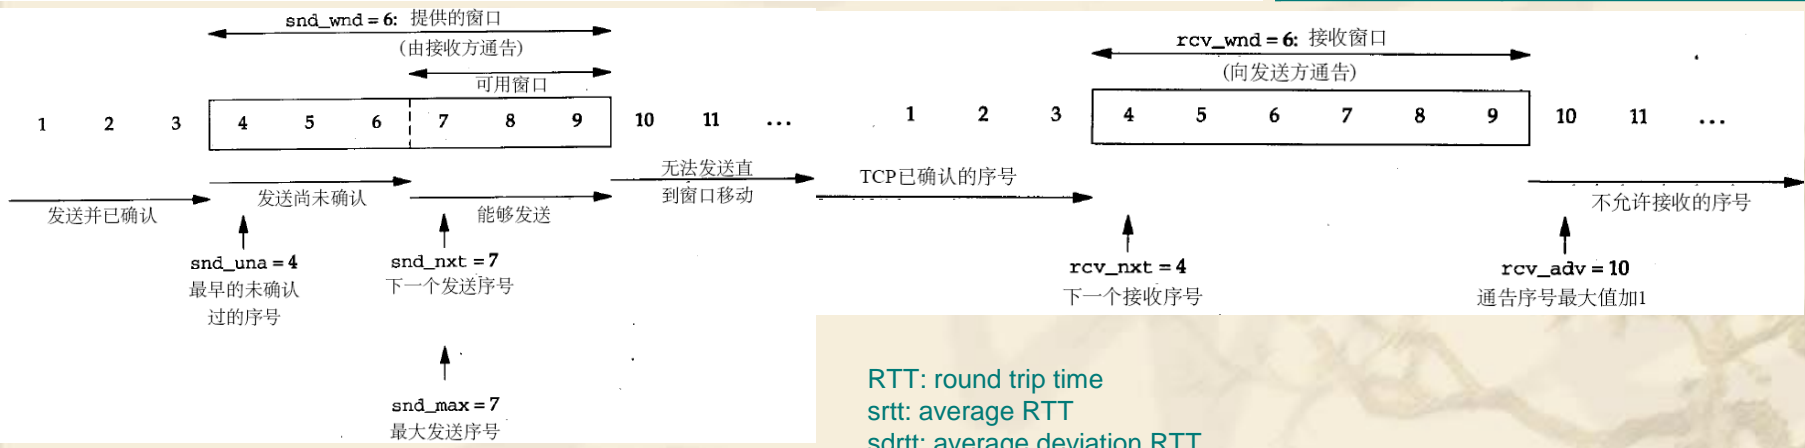 snd_wnd = 6: 提供的窗口
(由接收方通告)
可用窗口
1 2 3 4 5 6 7 8 9 10 11 ...
发送并已确认
发送尚未确认
能够发送
无法发送直
到窗口移动
snd_una = 4
最早的未确认
过的序号
snd_nxt = 7
下一个发送序号
snd_max = 7
最大发送序号
rcv_wnd = 6: 接收窗口
(向发送方通告)
1 2 3 4 5 6 7 8 9 10 11 ...
TCP已确认的序号
不允许接收的序号
rcv_nxt = 4
下一个接收序号
rcv_adv = 10
通告序号最大值加1
RTT: round trip time
srtt: average RTT
sdrtt: average deviation RTT